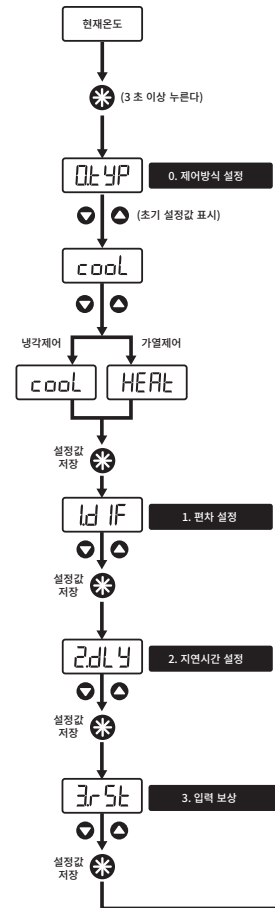 현재온도
(3 초 이상 누른다)
0.tYP
0. 제어방식 설정
(초기 설정값 표시)
cooL
냉각제어
가열제어
cooL
HEAt
설정값
저장
1.dIF
1. 편차 설정
설정값
저장
2.dLY
2. 지연시간 설정
설정값
저장
3.rSt
3. 입력 보상
설정값
저장